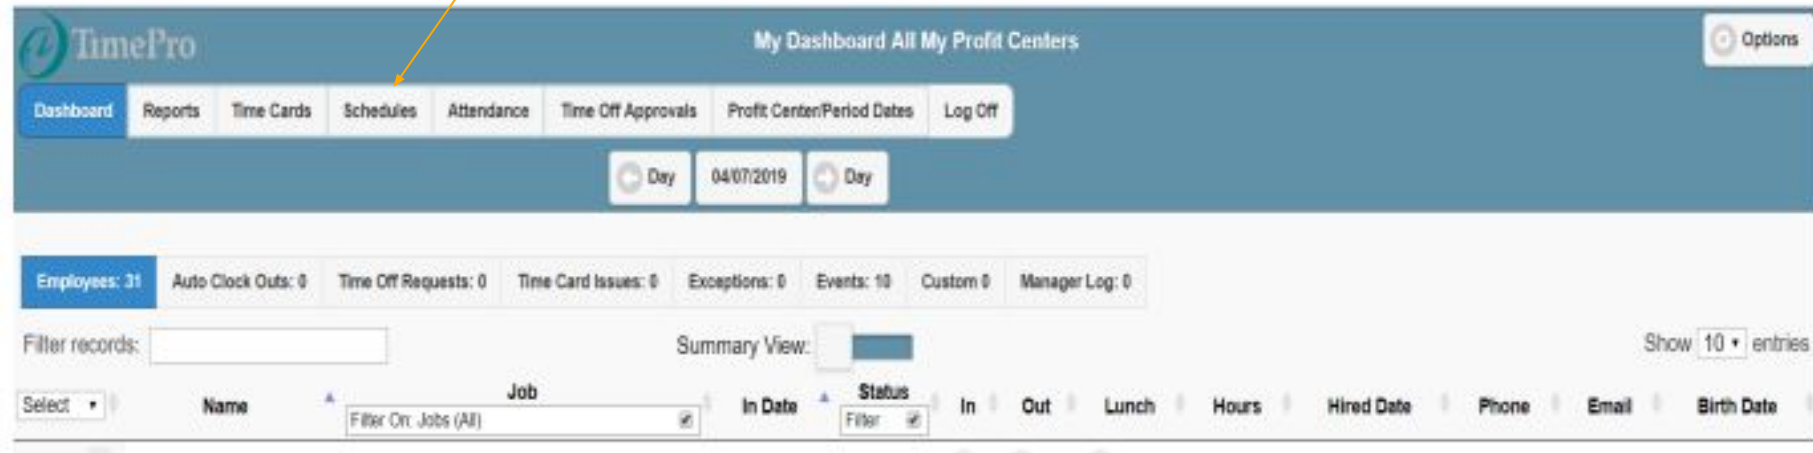 TimePro
My Dashboard All My Profit Centers
Options
Dashboard Reports Time Cards Schedules Attendance Time Off Approvals Profit Center/Period Dates Log Off
Day 04/07/2019 Day
Employees: 31 Auto Clock Outs: 0 Time Off Requests: 0 Time Card Issues: 0 Exceptions: 0 Events: 10 Custom 0 Manager Log: 0
Filter records: Summary View: Show 10 entries
Select Name Job In Date Status In Out Lunch Hours Hired Date Phone Email Birth Date
Filter On: Jobs (All) Filter